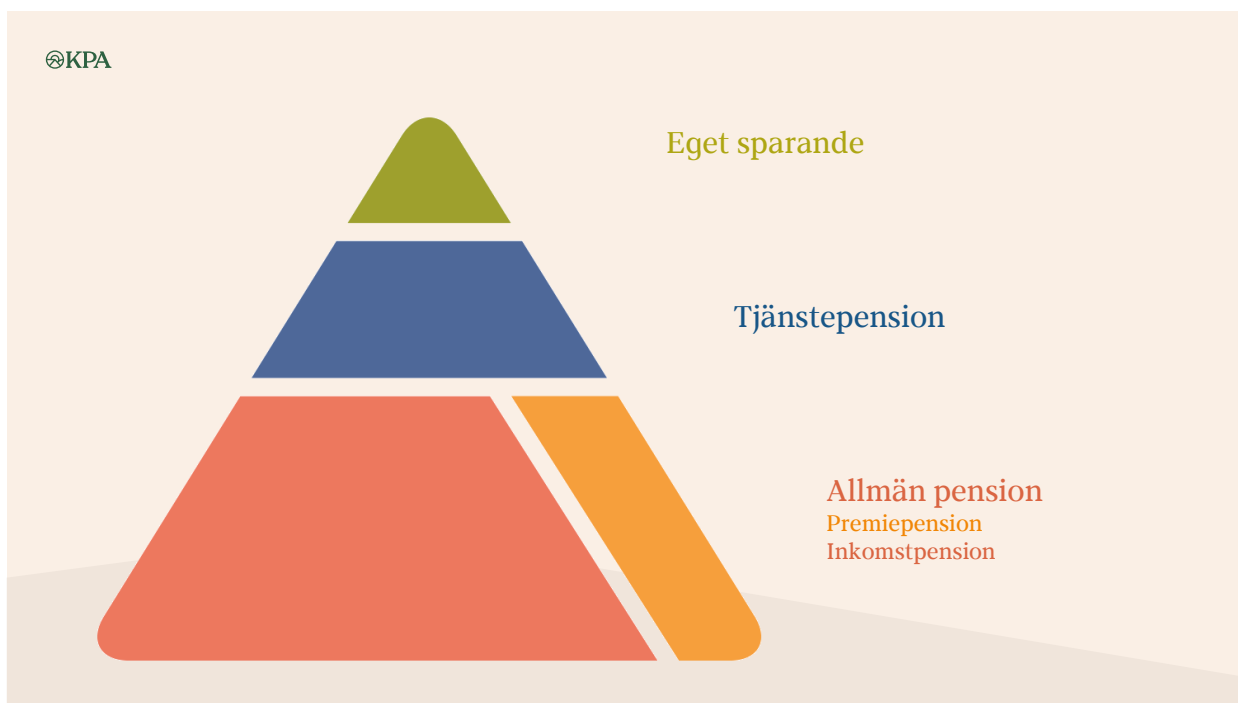 KPA
Eget sparande
Tjänstepension
Allmän pension
Premiepension
Inkomstpension